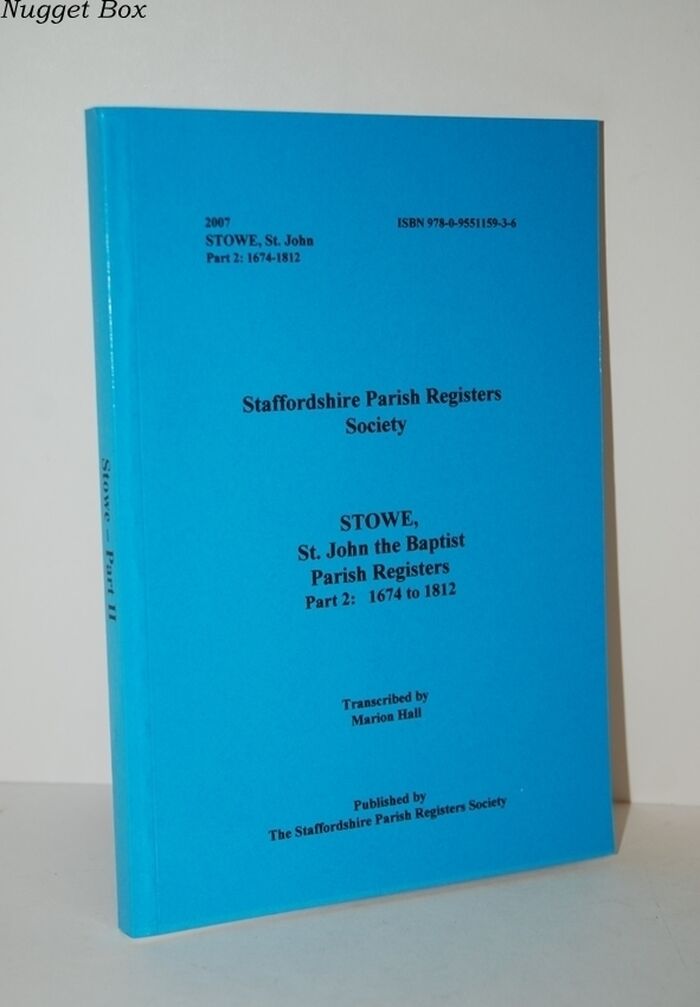 Nugget Box
2007
STOWE, St. John
Part 2: 1674-1812
ISBN 978-0-9551159-3-6
Staffordshire Parish Registers
Society
STOWE,
St. John the Baptist
Parish Registers
Part 2: 1674 to 1812
Transcribed by
Marion Hall
Published by
The Staffordshire Parish Registers Society
Stowe – Part II